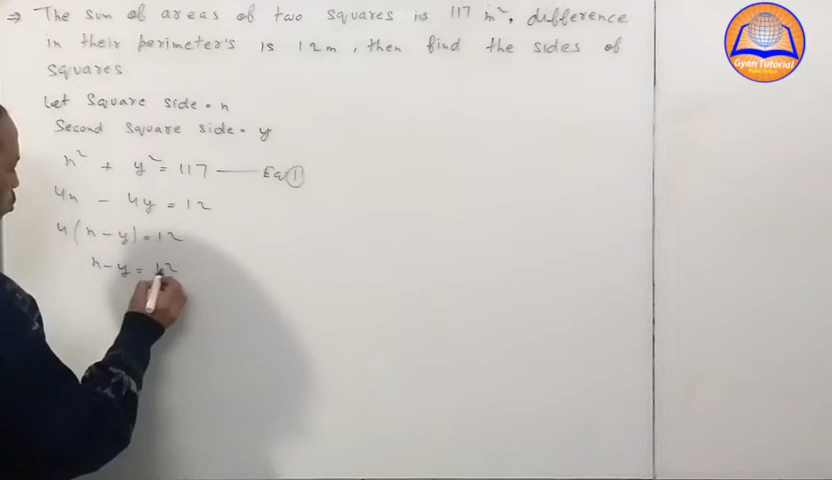 ⇒ The sum of areas of two squares is 117 m², difference
in their perimeter's is 12m, then find the sides of
squares
Let Square side = x
Second square side = y
x² + y² = 117 —— Eq ①
4x - 4y = 12
4(x - y) = 12
x - y = 12
Gyan Tutorial